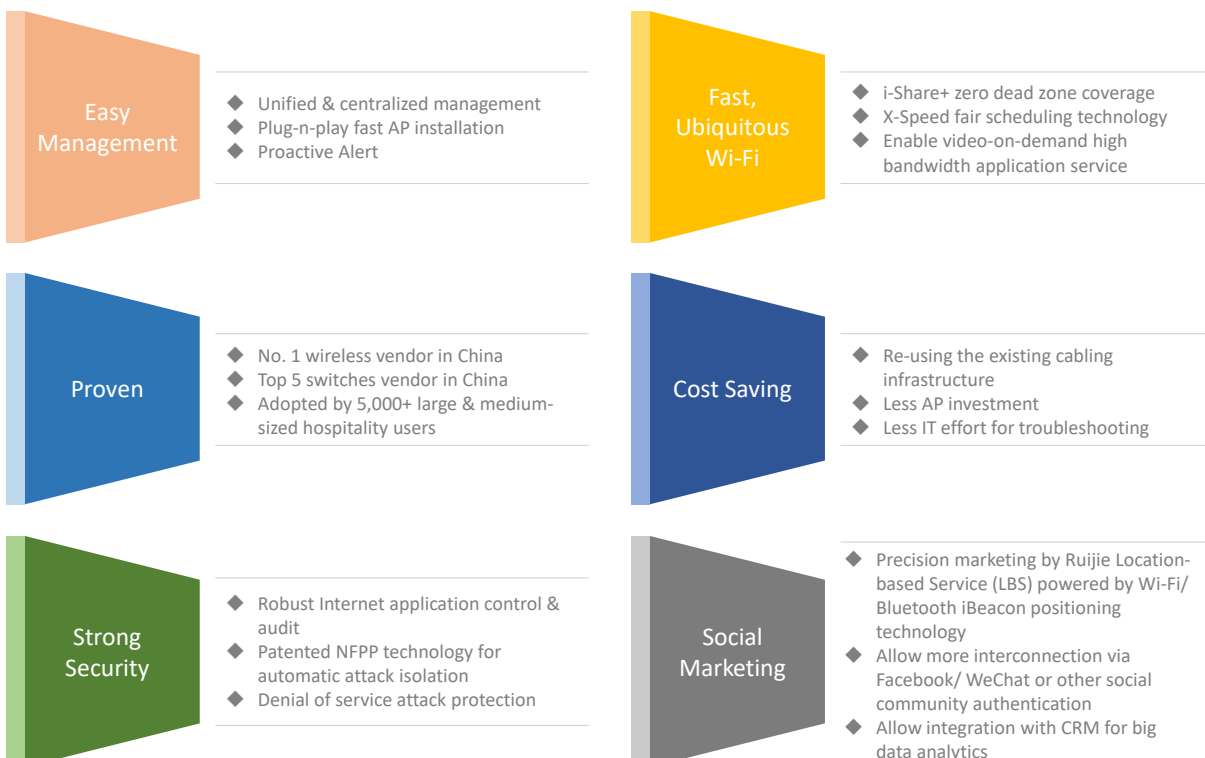 Easy
Management
◆ Unified & centralized management
◆ Plug-n-play fast AP installation
◆ Proactive Alert
Fast,
Ubiquitous
Wi-Fi
◆ i-Share+ zero dead zone coverage
◆ X-Speed fair scheduling technology
◆ Enable video-on-demand high
bandwidth application service
Proven
◆ No. 1 wireless vendor in China
◆ Top 5 switches vendor in China
◆ Adopted by 5,000+ large & medium-
sized hospitality users
Cost Saving
◆ Re-using the existing cabling
infrastructure
◆ Less AP investment
◆ Less IT effort for troubleshooting
Strong
Security
◆ Robust Internet application control &
audit
◆ Patented NFPP technology for
automatic attack isolation
◆ Denial of service attack protection
Social
Marketing
◆ Precision marketing by Ruijie Location-
based Service (LBS) powered by Wi-Fi/
Bluetooth iBeacon positioning
technology
◆ Allow more interconnection via
Facebook/ WeChat or other social
community authentication
◆ Allow integration with CRM for big
data analytics